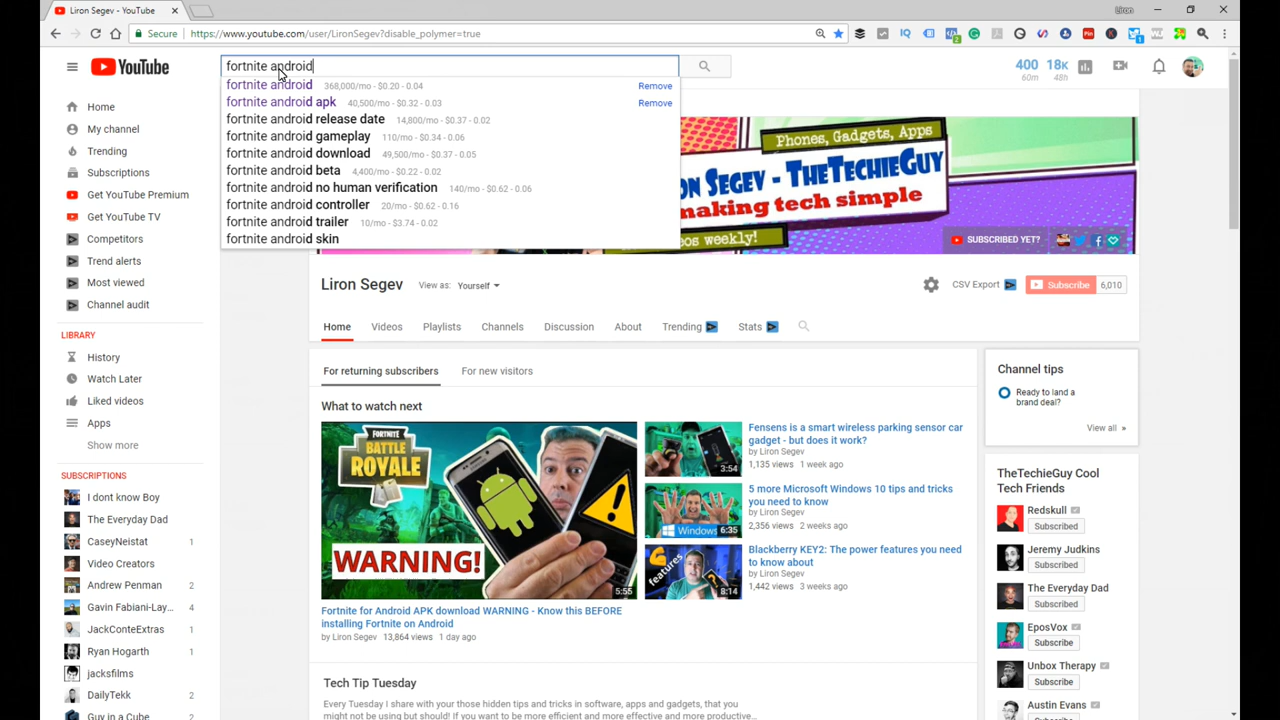 Liron Segev - YouTube
Liron
Secure https://www.youtube.com/user/LironSegev?disable_polymer=true
YouTube
fortnite android
400 18K
60m 48h
fortnite android 368,000/mo - $0.20 - 0.04 Remove
fortnite android apk 40,500/mo - $0.32 - 0.03 Remove
fortnite android release date 14,800/mo - $0.37 - 0.02
fortnite android gameplay 110/mo - $0.34 - 0.06
fortnite android download 49,500/mo - $0.37 - 0.05
fortnite android beta 4,400/mo - $0.22 - 0.02
fortnite android no human verification 140/mo - $0.62 - 0.06
fortnite android controller 20/mo - $0.62 - 0.16
fortnite android trailer 10/mo - $3.74 - 0.02
fortnite android skin
Home
My channel
Trending
Subscriptions
Get YouTube Premium
Get YouTube TV
Competitors
Trend alerts
Most viewed
Channel audit
LIBRARY
History
Watch Later
Liked videos
Apps
Show more
SUBSCRIPTIONS
I dont know Boy
The Everyday Dad
CaseyNeistat 1
Video Creators
Andrew Penman 2
Gavin Fabiani-Lay... 4
JackConteExtras 1
Ryan Hogarth 1
jacksfilms
DailyTekk 2
Guy in a Cube 2
Phones, Gadgets, Apps
ON SEGEV - THETECHIEGUY
making tech simple
os weekly!
SUBSCRIBED YET?
Liron Segev View as: Yourself
CSV Export Subscribe 6,010
Home Videos Playlists Channels Discussion About Trending Stats
For returning subscribers For new visitors
What to watch next
FORTNITE
BATTLE
ROYALE
WARNING!
5:55
Fortnite for Android APK download WARNING - Know this BEFORE
installing Fortnite on Android
by Liron Segev 13,864 views 1 day ago
3:54
Fensens is a smart wireless parking sensor car
gadget - but does it work?
by Liron Segev
1,135 views 1 week ago
Windows
6:35
5 more Microsoft Windows 10 tips and tricks
you need to know
by Liron Segev
2,356 views 2 weeks ago
features
8:14
Blackberry KEY2: The power features you need
to know about
by Liron Segev
1,442 views 3 weeks ago
Tech Tip Tuesday
Every Tuesday I share those hidden tips and tricks in software, apps and gadgets, that you
might not be using but should! If you want to be more efficient and more effective and more productive...
Channel tips
Ready to land a
brand deal?
View all »
TheTechieGuy Cool
Tech Friends
Redskull
Subscribed
Jeremy Judkins
Subscribed
The Everyday Dad
Subscribed
EposVox
Subscribe
Unbox Therapy
Subscribe
Austin Evans